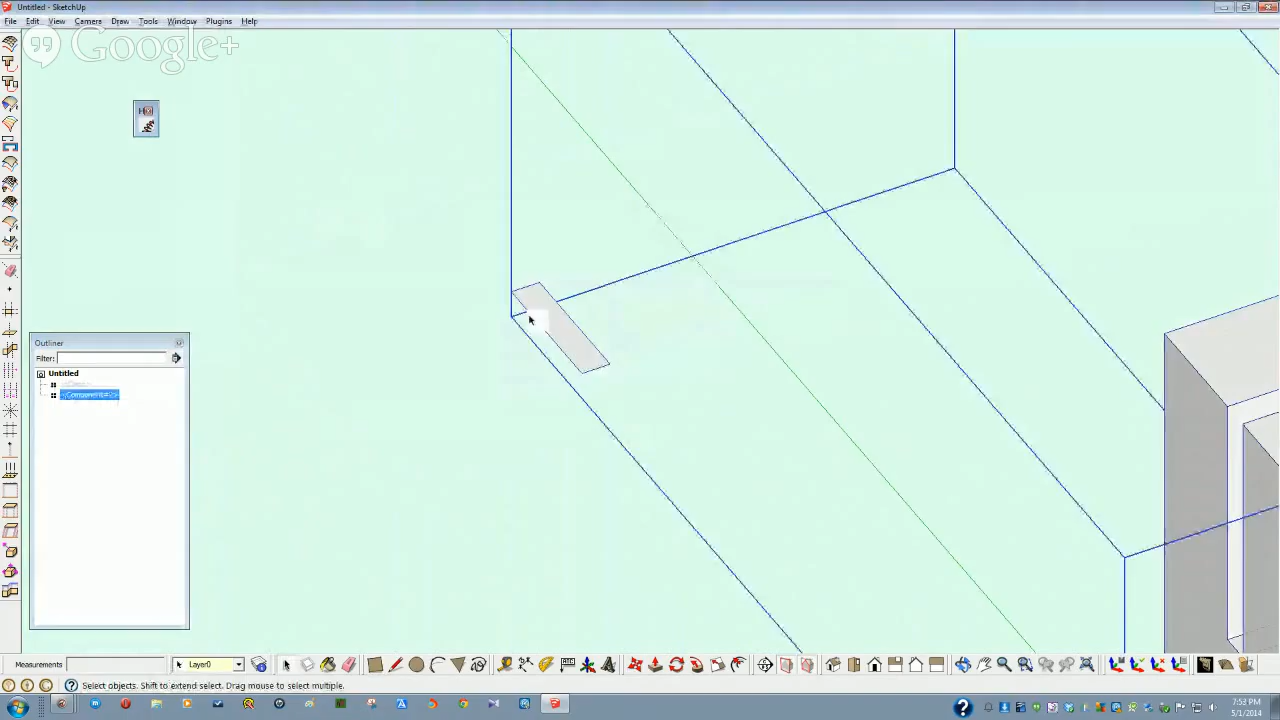 Untitled - SketchUp
File Edit View Camera Draw Tools Window Plugins Help
Google+
Outliner
Filter:
Untitled
Measurements
Layer0
Select objects. Shift to extend select. Drag mouse to select multiple.
7:53 PM
5/1/2014